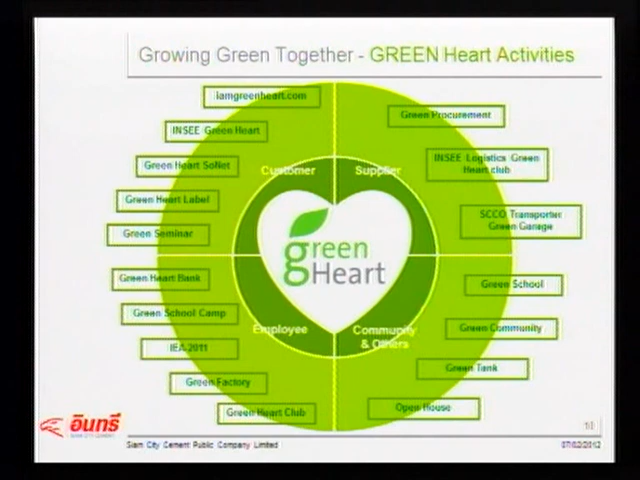 Growing Green Together - GREEN Heart Activities
iamgreenheart.com
INSEE Green Heart
Green Heart SoNet
Green Heart Label
Green Seminar
Green Heart Bank
Green School Camp
IEA 2011
Green Factory
Green Heart Club
Green Procurement
INSEE Logistics Green
Heart club
SCCO Transporter
Green Garage
Green School
Green Community
Green Tank
Open House
Customer
Supplier
green
Heart
Employee
Community
& Others
อินทรี
Siam City Cement Public Company Limited
10
07/02/2012